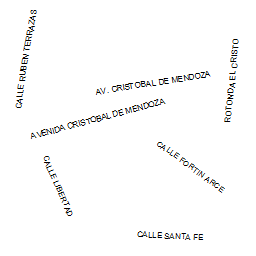 CALLE RUBEN TERRAZAS
AV. CRISTOBAL DE MENDOZA
ROTONDA EL CRISTO
AVENIDA CRISTOBAL DE MENDOZA
CALLE FORTIN ARCE
CALLE LIBERTAD
CALLE SANTA FE